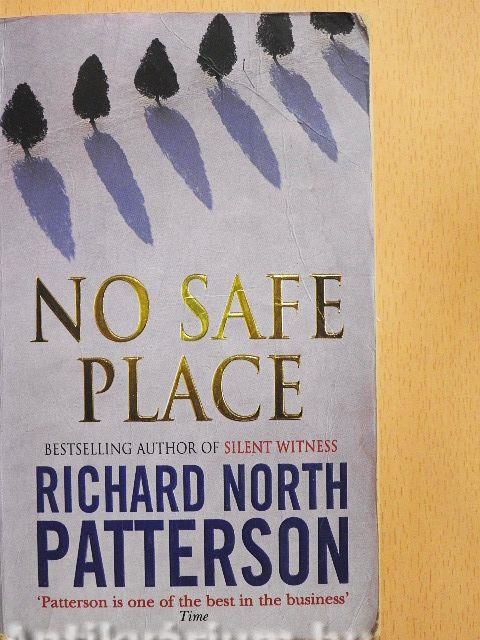 NO SAFE
PLACE
BESTSELLING AUTHOR OF SILENT WITNESS
RICHARD NORTH
PATTERSON
'Patterson is one of the best in the business'
Time